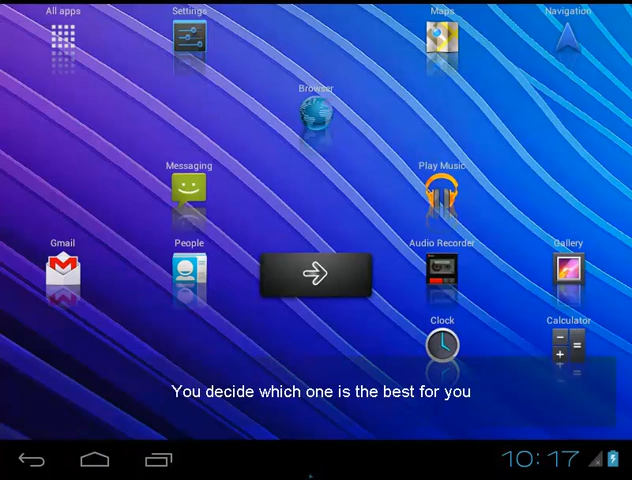 All apps
Settings
Maps
Navigation
Browser
Messaging
Play Music
Gmail
People
Audio Recorder
Gallery
Clock
Calculator
You decide which one is the best for you
10:17